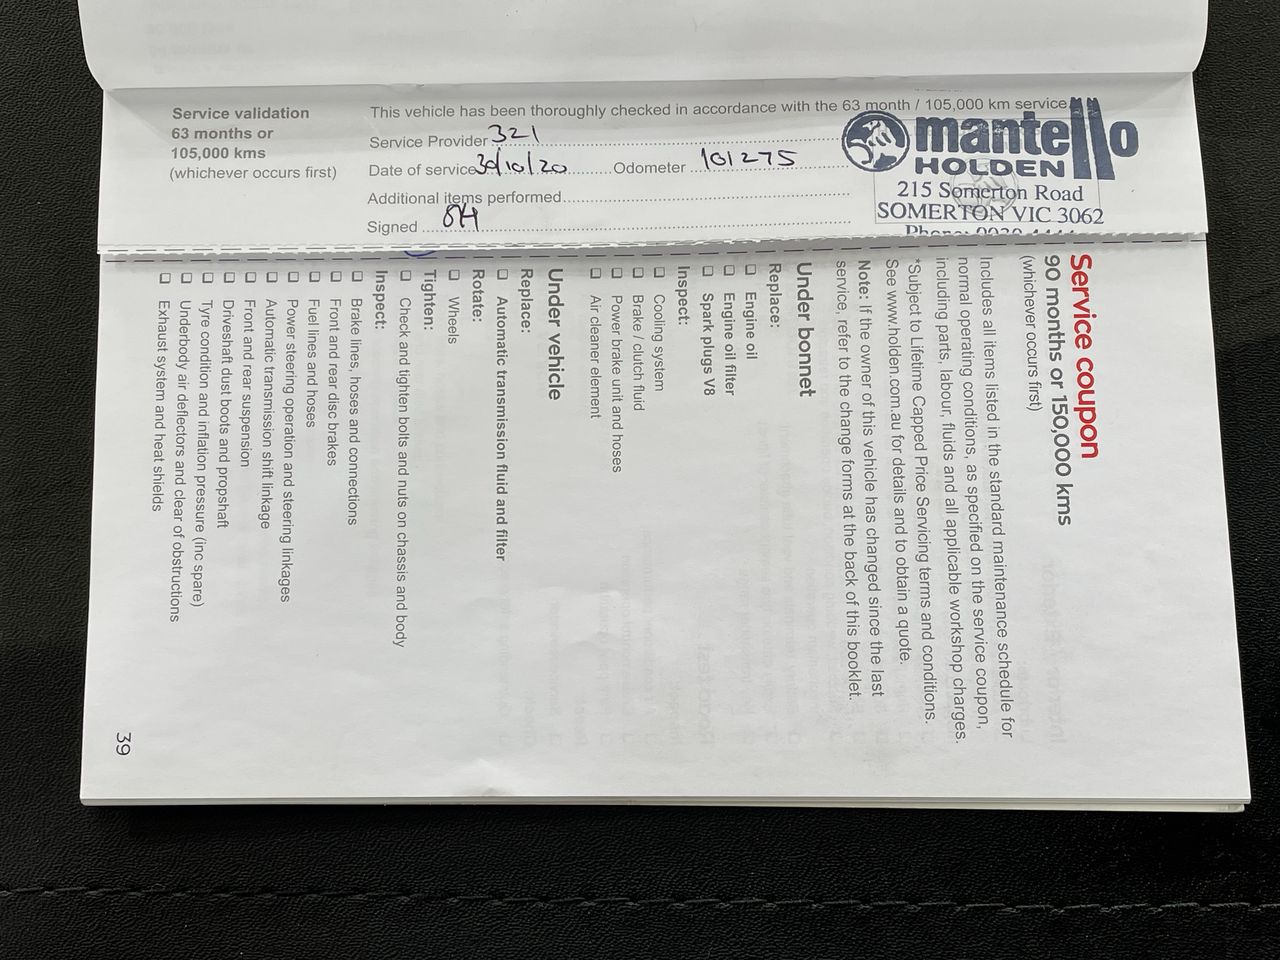 Service validation
63 months or
105,000 kms
(whichever occurs first)
This vehicle has been thoroughly checked in accordance with the 63 month / 105,000 km service
Service Provider 321
Date of service 30/10/20 Odometer 101275
Additional items performed
Signed
mantello
HOLDEN
215 Somerton Road
SOMERTON VIC 3062
Service coupon
90 months or 150,000 kms
(whichever occurs first)
Includes all items listed in the standard maintenance schedule for
normal operating conditions, as specified on the service coupon,
including parts, labour, fluids and all applicable workshop charges.
*Subject to Lifetime Capped Price Servicing terms and conditions.
See www.holden.com.au for details and to obtain a quote.
Note: If the owner of this vehicle has changed since the last
service, refer to the change forms at the back of this booklet.
Under bonnet
Replace:
Engine oil
Engine oil filter
Spark plugs V8
Inspect:
Cooling system
Brake / clutch fluid
Power brake unit and hoses
Air cleaner element
Under vehicle
Replace:
Automatic transmission fluid and filter
Rotate:
Wheels
Tighten:
Check and tighten bolts and nuts on chassis and body
Inspect:
Brake lines, hoses and connections
Front and rear disc brakes
Fuel lines and hoses
Power steering operation and steering linkages
Automatic transmission shift linkage
Front and rear suspension
Driveshaft dust boots and propshaft
Tyre condition and inflation pressure (inc spare)
Underbody air deflectors and clear of obstructions
Exhaust system and heat shields
39